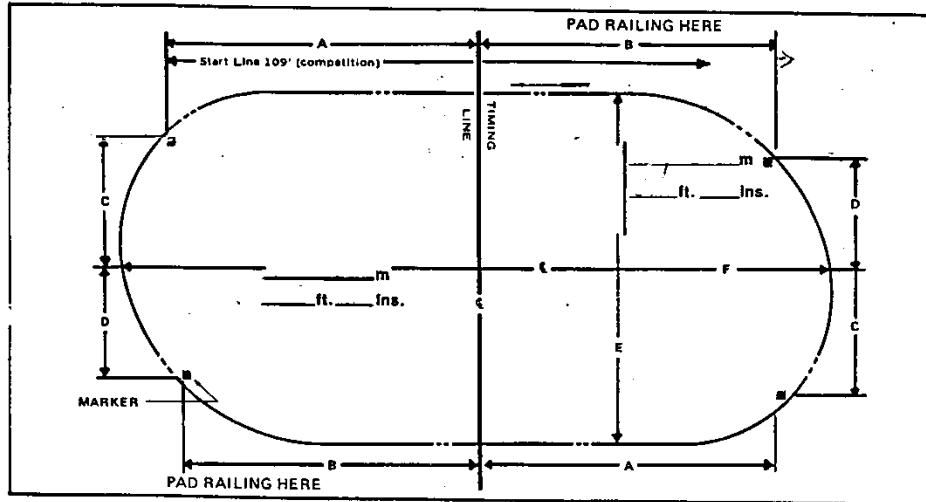 PAD RAILING HERE
A
B
Start Line 109' (competition)
TIMING
LINE
m
ft. ins.
C
D
m
ft. ins.
℄
F
℄
D
C
E
MARKER
B
A
PAD RAILING HERE